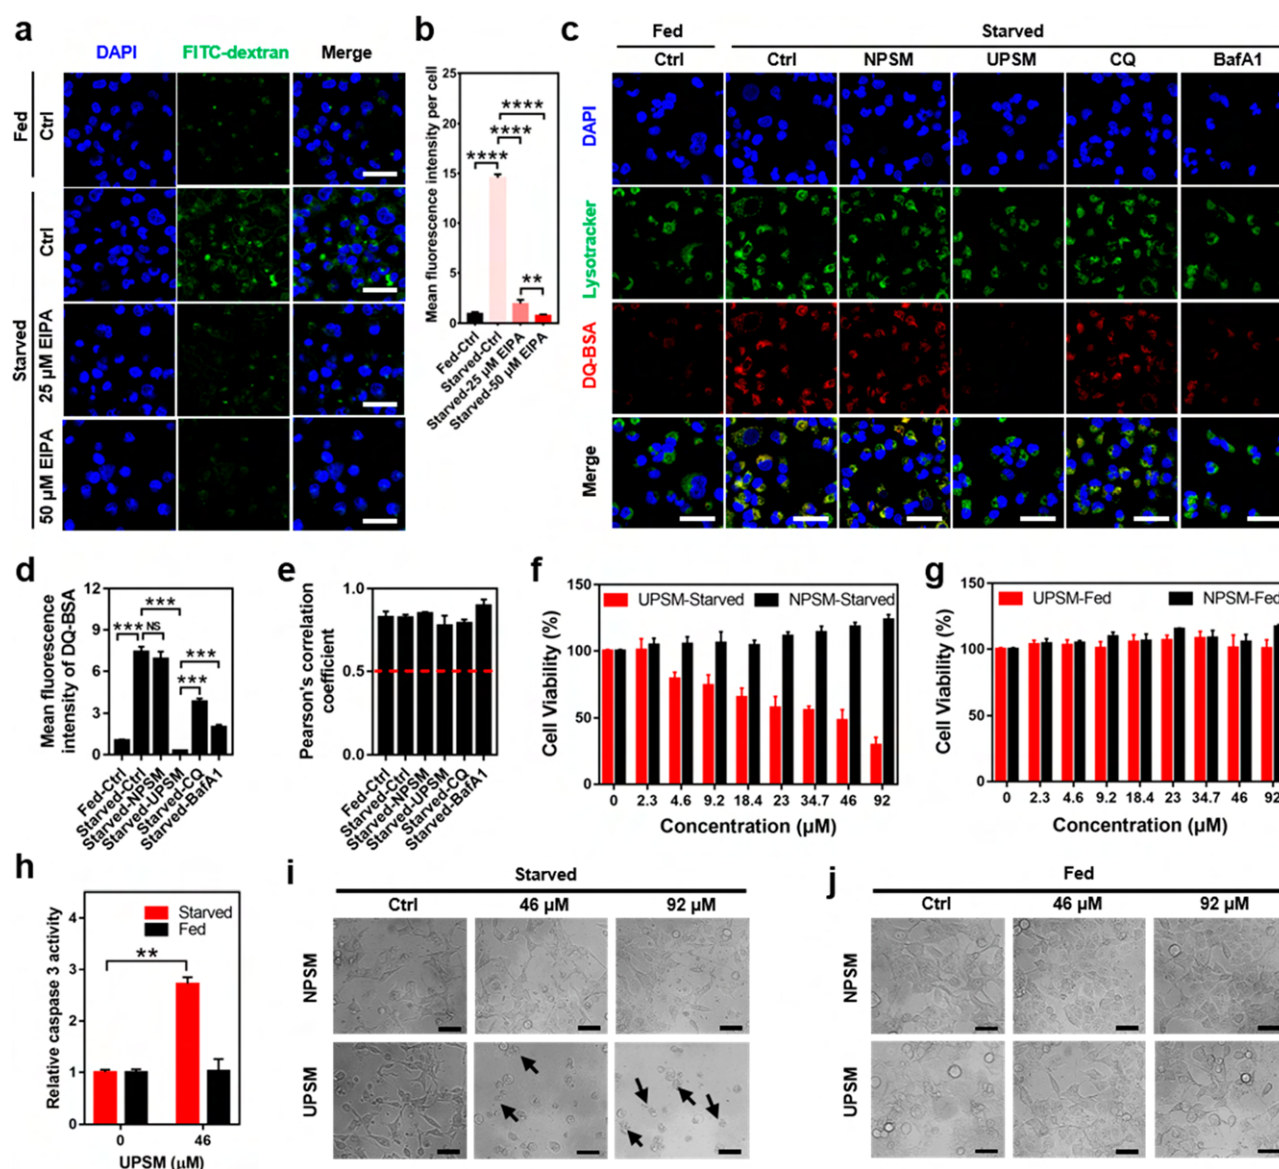 a
DAPI
FITC-dextran
Merge
Fed
Ctrl
Starved
Ctrl
25 µM EIPA
50 µM EIPA
b
Mean fluorescence intensity per cell
25
20
15
10
5
0
****
****
****
**
Fed-Ctrl
Starved-Ctrl
Starved-25 µM EIPA
Starved-50 µM EIPA
c
Fed
Starved
Ctrl
Ctrl
NPSM
UPSM
CQ
BafA1
DAPI
Lysotracker
DQ-BSA
Merge
d
Mean fluorescence
intensity of DQ-BSA
12
9
6
3
0
***
*** NS
***
***
Fed-Ctrl
Starved-Ctrl
Starved-NPSM
Starved-UPSM
Starved-CQ
Starved-BafA1
e
Pearson's correlation
coefficient
1.0
0.5
0.0
Fed-Ctrl
Starved-Ctrl
Starved-NPSM
Starved-UPSM
Starved-CQ
Starved-BafA1
f
Cell Viability (%)
150
100
50
0
UPSM-Starved
NPSM-Starved
0 2.3 4.6 9.2 18.4 23 34.7 46 92
Concentration (µM)
g
Cell Viability (%)
150
100
50
0
UPSM-Fed
NPSM-Fed
0 2.3 4.6 9.2 18.4 23 34.7 46 92
Concentration (µM)
h
Relative caspase 3 activity
4
3
2
1
0
Starved
Fed
**
0 46
UPSM (µM)
i
Starved
Ctrl
46 µM
92 µM
NPSM
UPSM
j
Fed
Ctrl
46 µM
92 µM
NPSM
UPSM